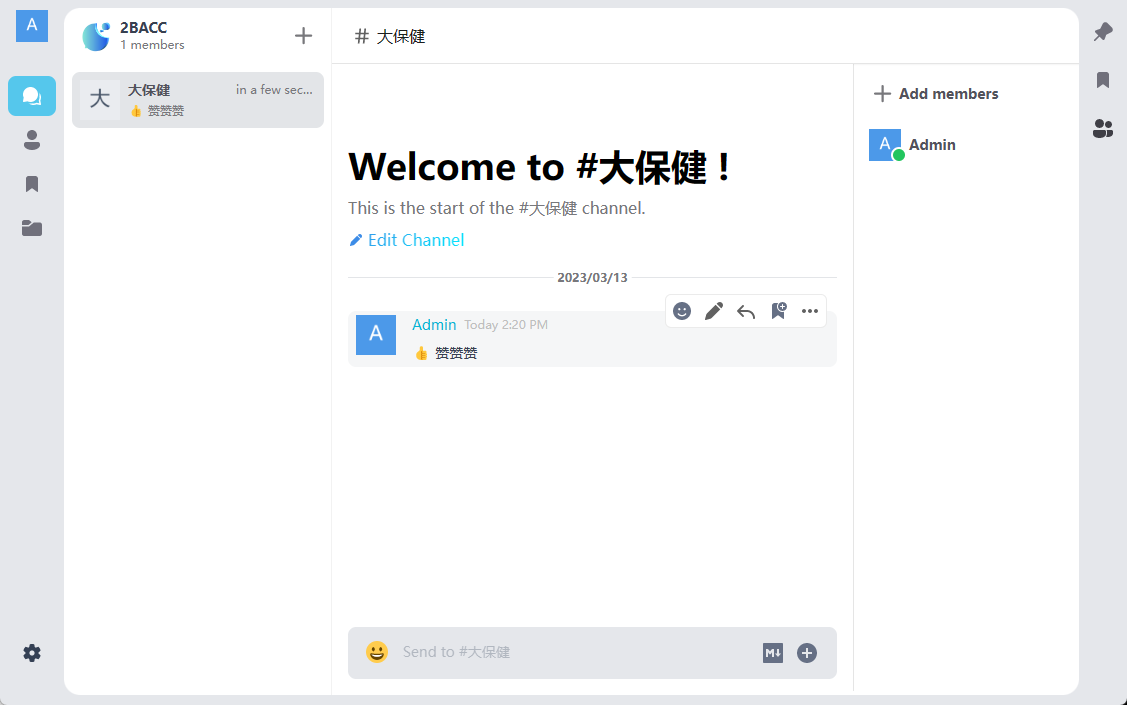 A
2BACC
1 members
大
大保健
in a few sec...
👍 赞赞赞
# 大保健
Welcome to #大保健 !
This is the start of the #大保健 channel.
Edit Channel
2023/03/13
A
Admin Today 2:20 PM
👍 赞赞赞
Send to #大保健
M↓
Add members
A
Admin